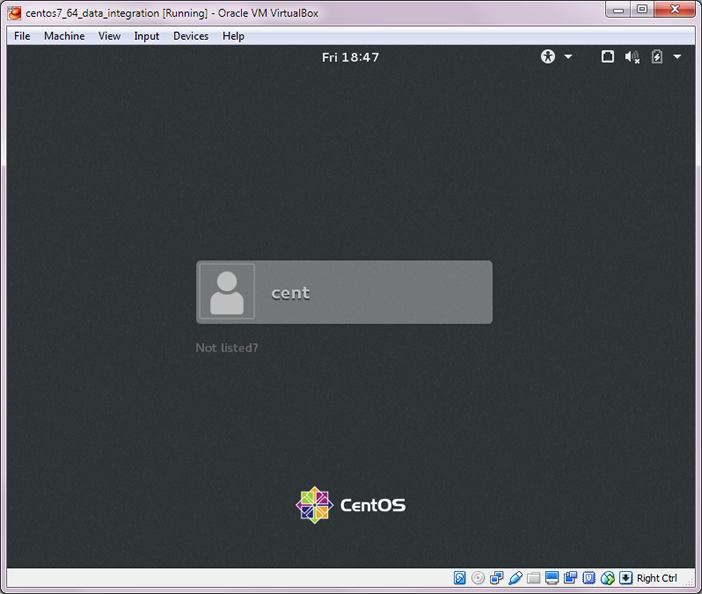 centos7_64_data_integration [Running] - Oracle VM VirtualBox
File Machine View Input Devices Help
Fri 18:47
cent
Not listed?
CentOS
Right Ctrl